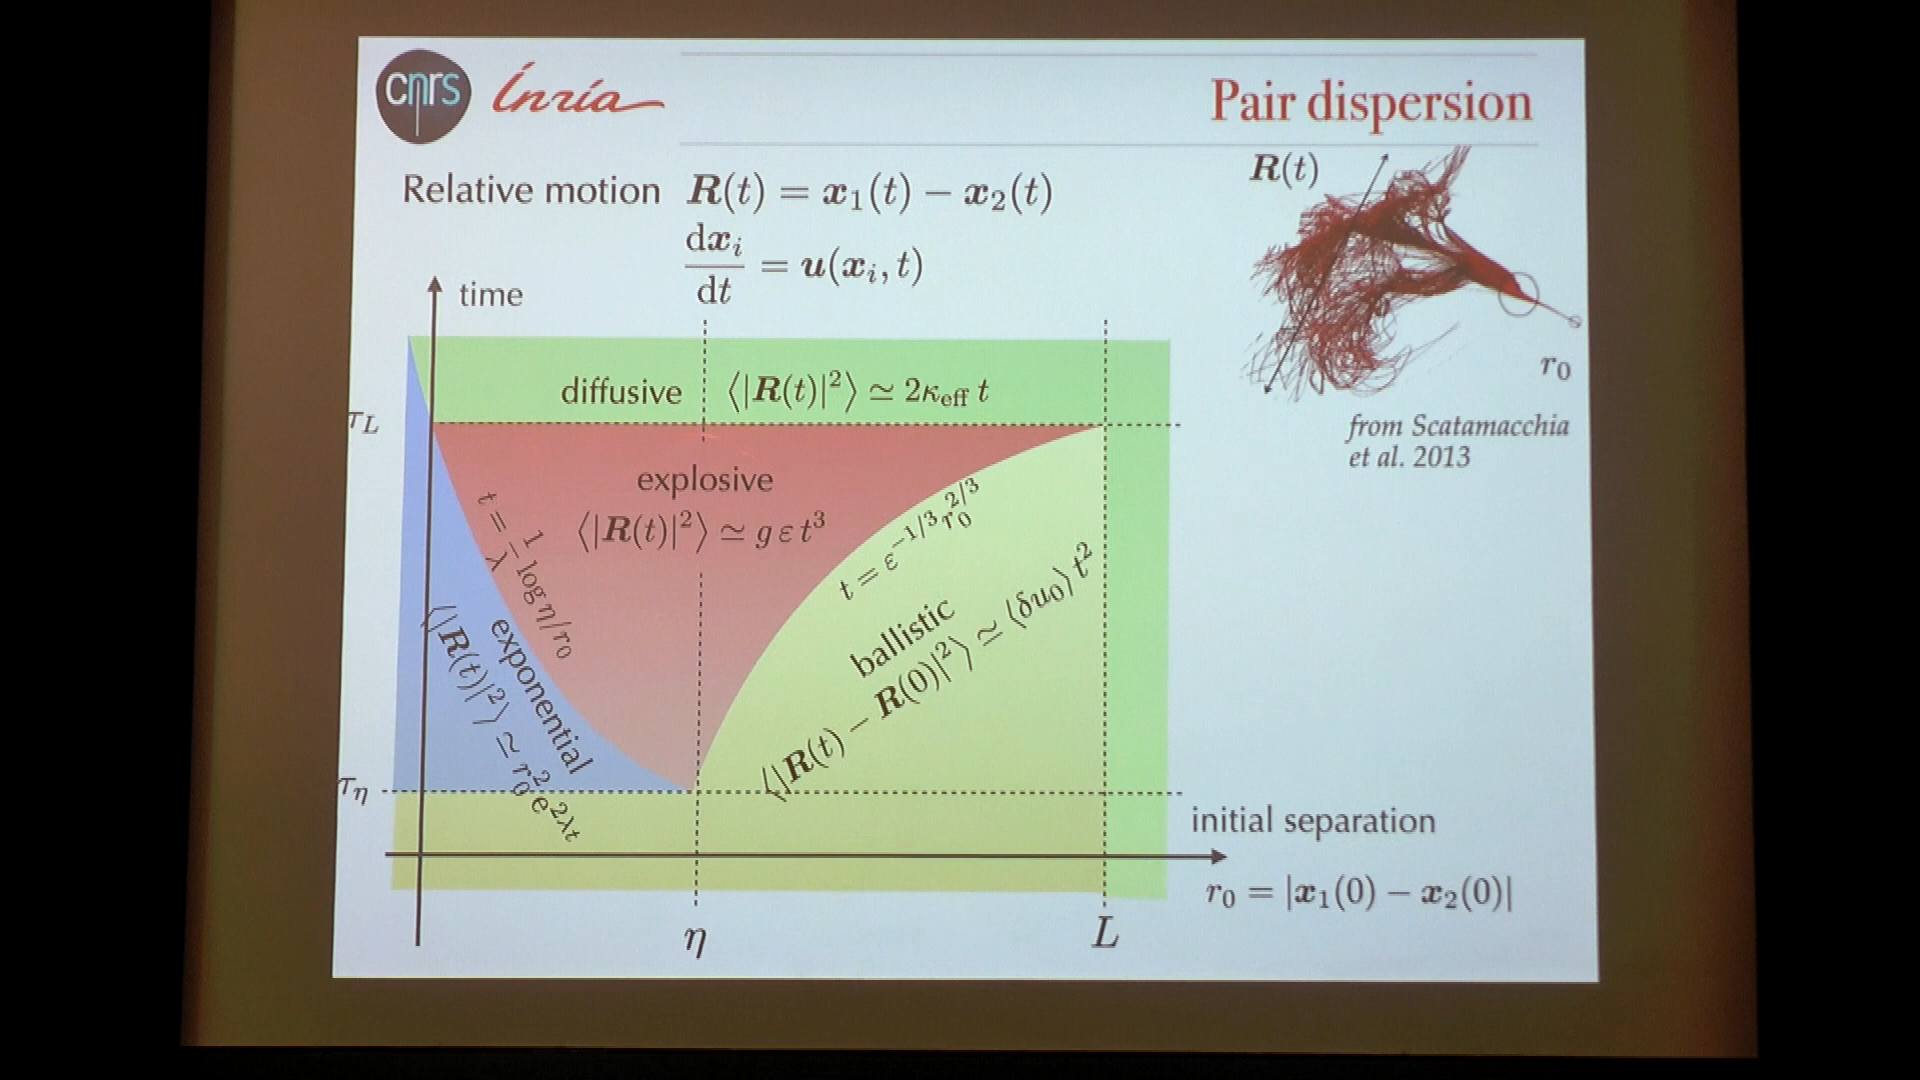 cnrs Inria
Pair dispersion
Relative motion R(t) = x₁(t) − x₂(t)
dxᵢ/dt = u(xᵢ, t)
R(t)
r₀
from Scatamacchia
et al. 2013
time
diffusive ⟨|R(t)|²⟩ ≃ 2κ_eff t
τ_L
explosive
⟨|R(t)|²⟩ ≃ g ε t³
t = 1/λ log η/r₀
exponential
⟨|R(t)|²⟩ ≃ r₀² e^{2λt}
t = ε^{−1/3} r₀^{2/3}
ballistic
⟨|R(t) − R(0)|²⟩ ≃ ⟨δu₀⟩ t²
τ_η
initial separation
r₀ = |x₁(0) − x₂(0)|
η
L